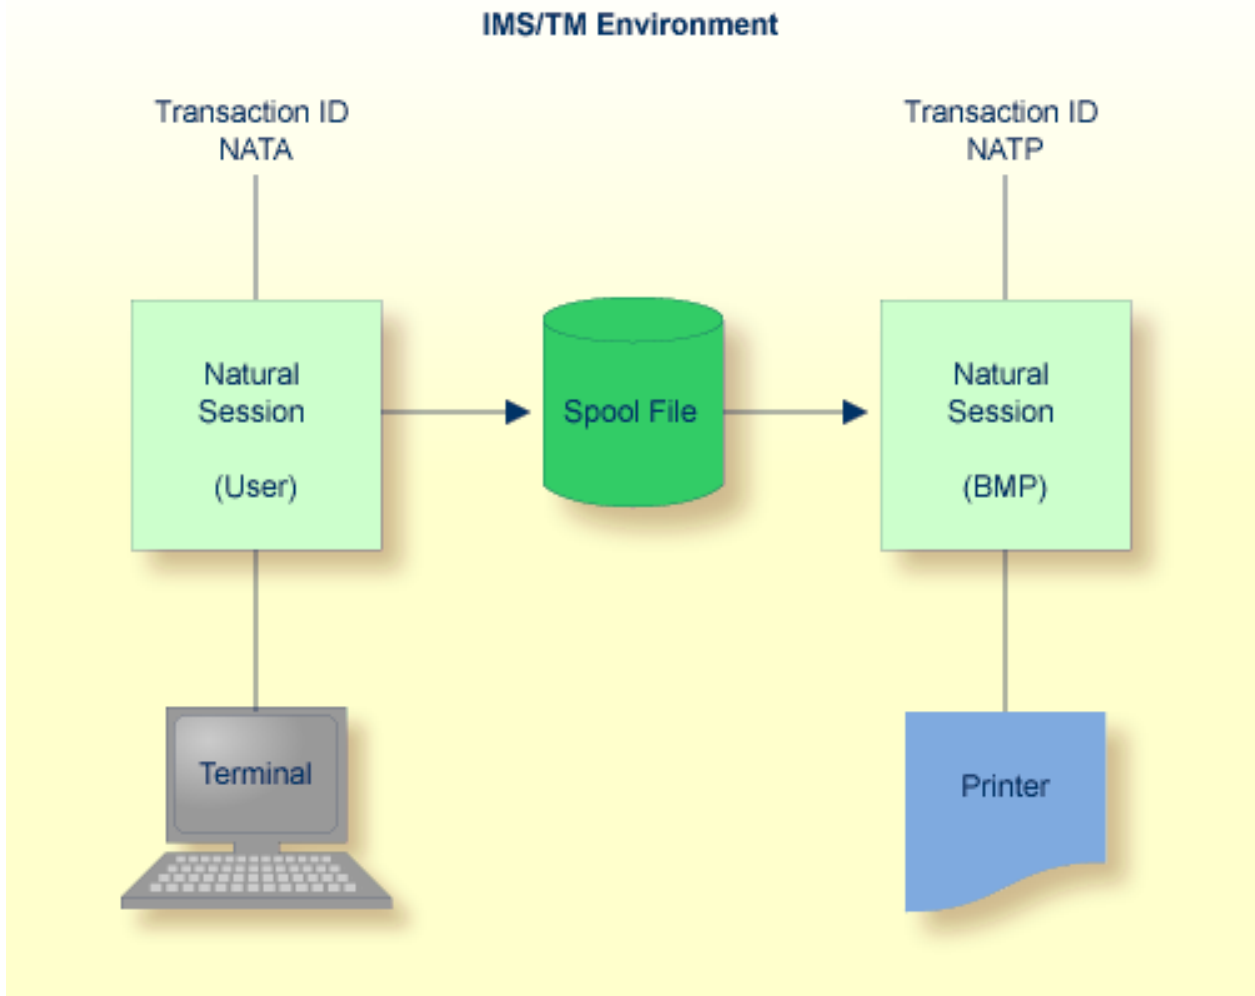 IMS/TM Environment
Transaction ID
NATA
Transaction ID
NATP
Natural
Session
(User)
Spool File
Natural
Session
(BMP)
Terminal
Printer